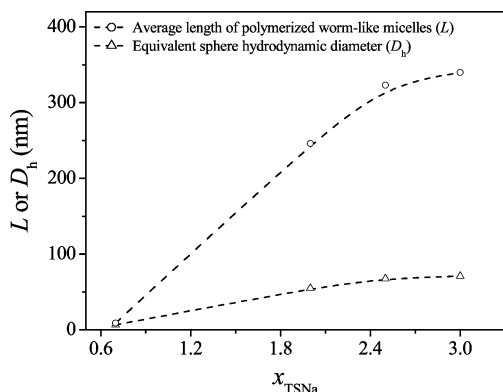 400
300
200
100
0
L or Dh (nm)
Average length of polymerized worm-like micelles (L)
Equivalent sphere hydrodynamic diameter (Dh)
0.6 1.2 1.8 2.4 3.0
xTSNa